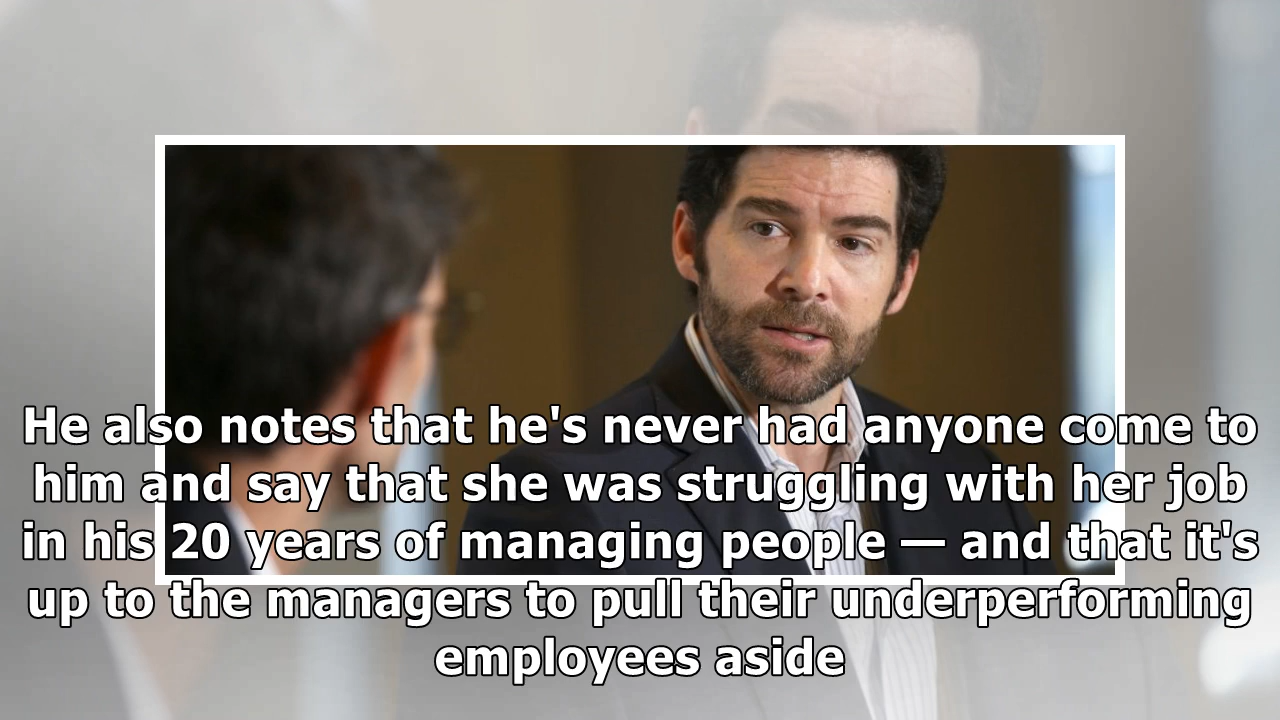 He also notes that he's never had anyone come to
him and say that she was struggling with her job
in his 20 years of managing people — and that it's
up to the managers to pull their underperforming
employees aside